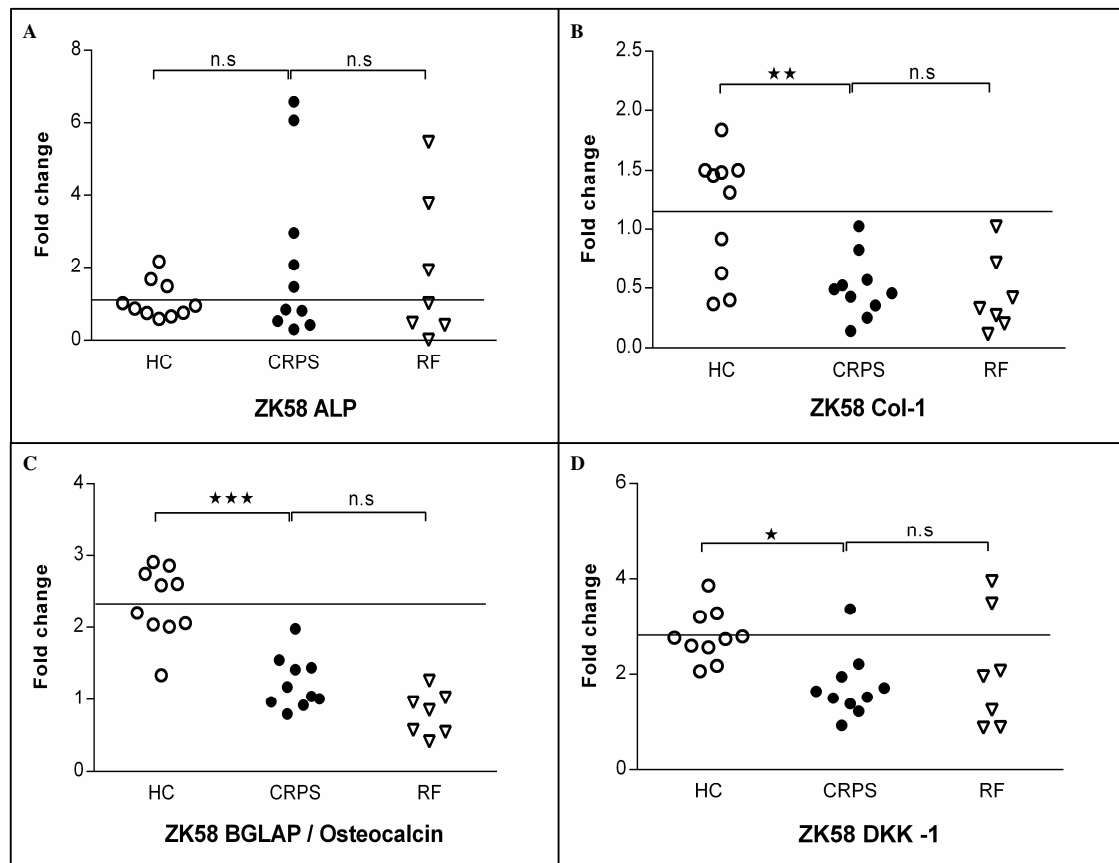 A
8
6
4
2
0
Fold change
n.s
n.s
HC
CRPS
RF
ZK58 ALP
B
2.5
2.0
1.5
1.0
0.5
0.0
Fold change
★★
n.s
HC
CRPS
RF
ZK58 Col-1
C
4
3
2
1
0
Fold change
★★★
n.s
HC
CRPS
RF
ZK58 BGLAP / Osteocalcin
D
6
4
2
0
Fold change
★
n.s
HC
CRPS
RF
ZK58 DKK -1